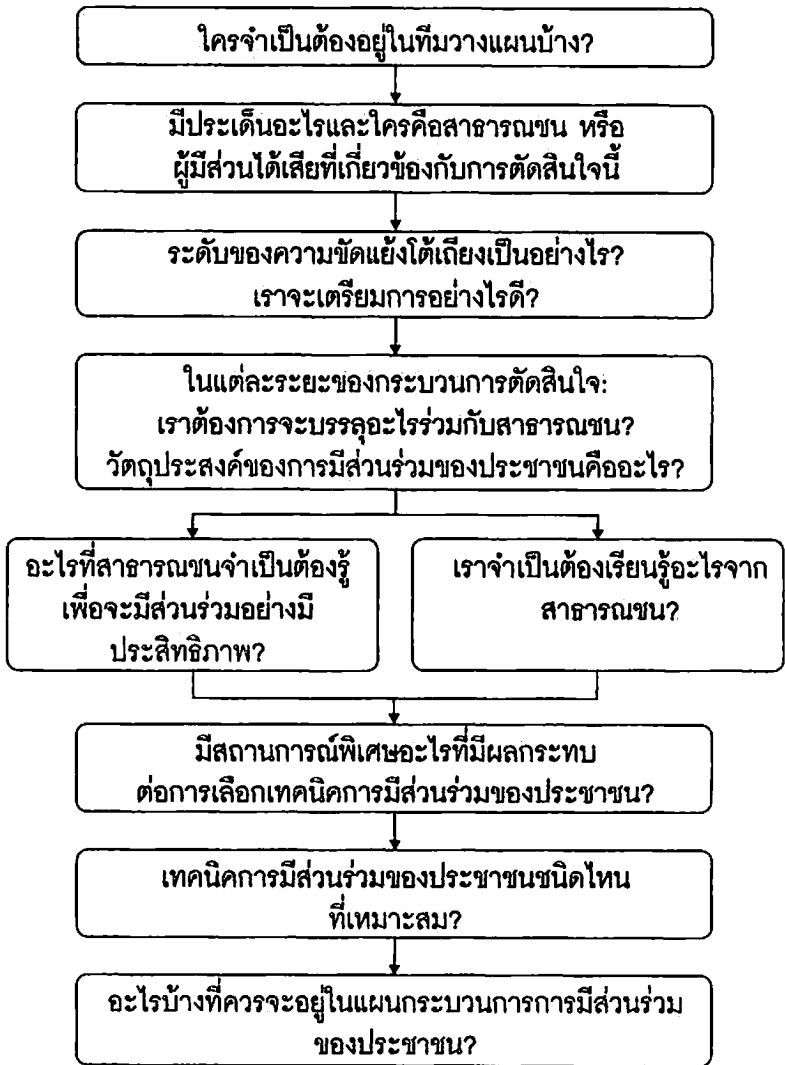 ใครจำเป็นต้องอยู่ในทีมวางแผนบ้าง?
มีประเด็นอะไรและใครคือสาธารณชน หรือ
ผู้มีส่วนได้เสียที่เกี่ยวข้องกับการตัดสินใจนี้
ระดับของความขัดแย้งโต้เถียงเป็นอย่างไร?
เราจะเตรียมการอย่างไรดี?
ในแต่ละระยะของกระบวนการตัดสินใจ:
เราต้องการจะบรรลุอะไรร่วมกับสาธารณชน?
วัตถุประสงค์ของการมีส่วนร่วมของประชาชนคืออะไร?
อะไรที่สาธารณชนจำเป็นต้องรู้
เพื่อจะมีส่วนร่วมอย่างมี
ประสิทธิภาพ?
เราจำเป็นต้องเรียนรู้อะไรจาก
สาธารณชน?
มีสถานการณ์พิเศษอะไรที่มีผลกระทบ
ต่อการเลือกเทคนิคการมีส่วนร่วมของประชาชน?
เทคนิคการมีส่วนร่วมของประชาชนชนิดไหน
ที่เหมาะสม?
อะไรบ้างที่ควรจะอยู่ในแผนกระบวนการการมีส่วนร่วม
ของประชาชน?